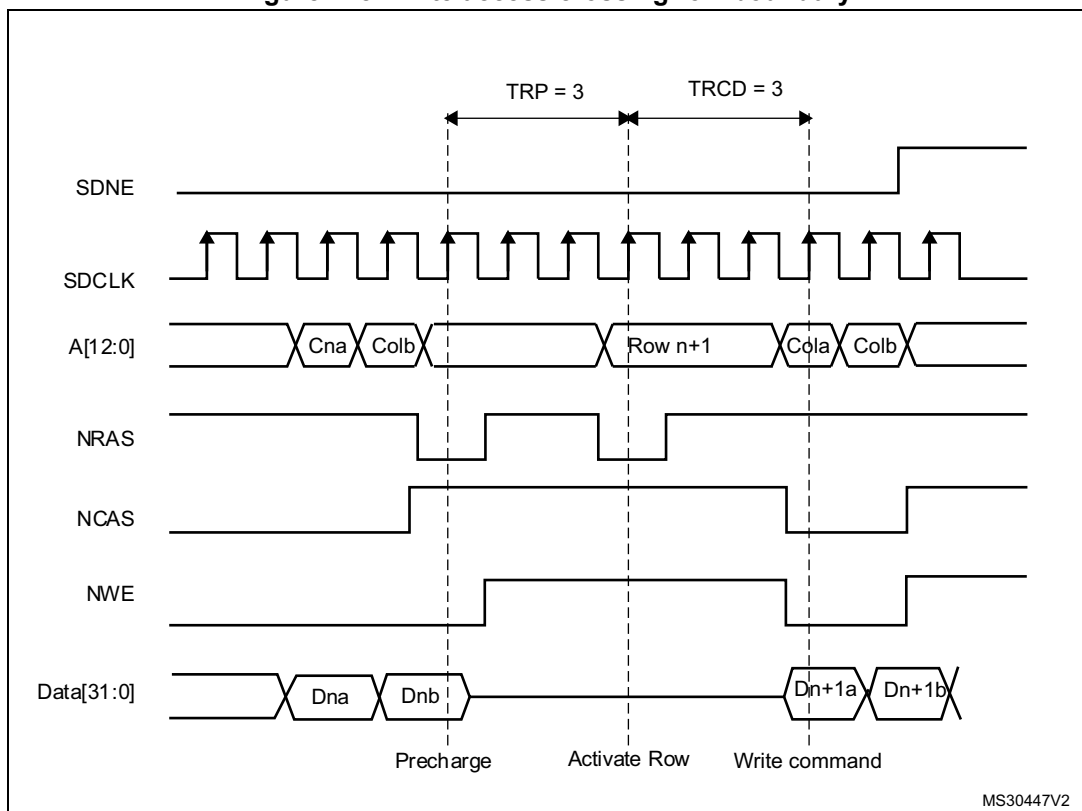 TRP = 3
TRCD = 3
SDNE
SDCLK
A[12:0]
Cna
Colb
Row n+1
Cola
Colb
NRAS
NCAS
NWE
Data[31:0]
Dna
Dnb
Dn+1a
Dn+1b
Precharge
Activate Row
Write command
MS30447V2